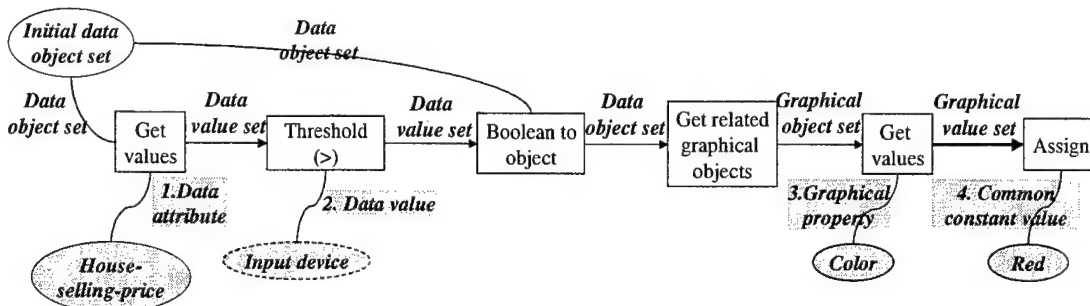 Initial data
object set
Data
object set
Data
object set
Get
values
Data
value set
Threshold
(>)
Data
value set
Boolean to
object
Data
object set
Get related
graphical
objects
Graphical
object set
Get
values
Graphical
value set
Assign
1.Data
attribute
2. Data value
3.Graphical
property
4. Common
constant value
House-
selling-price
Input device
Color
Red